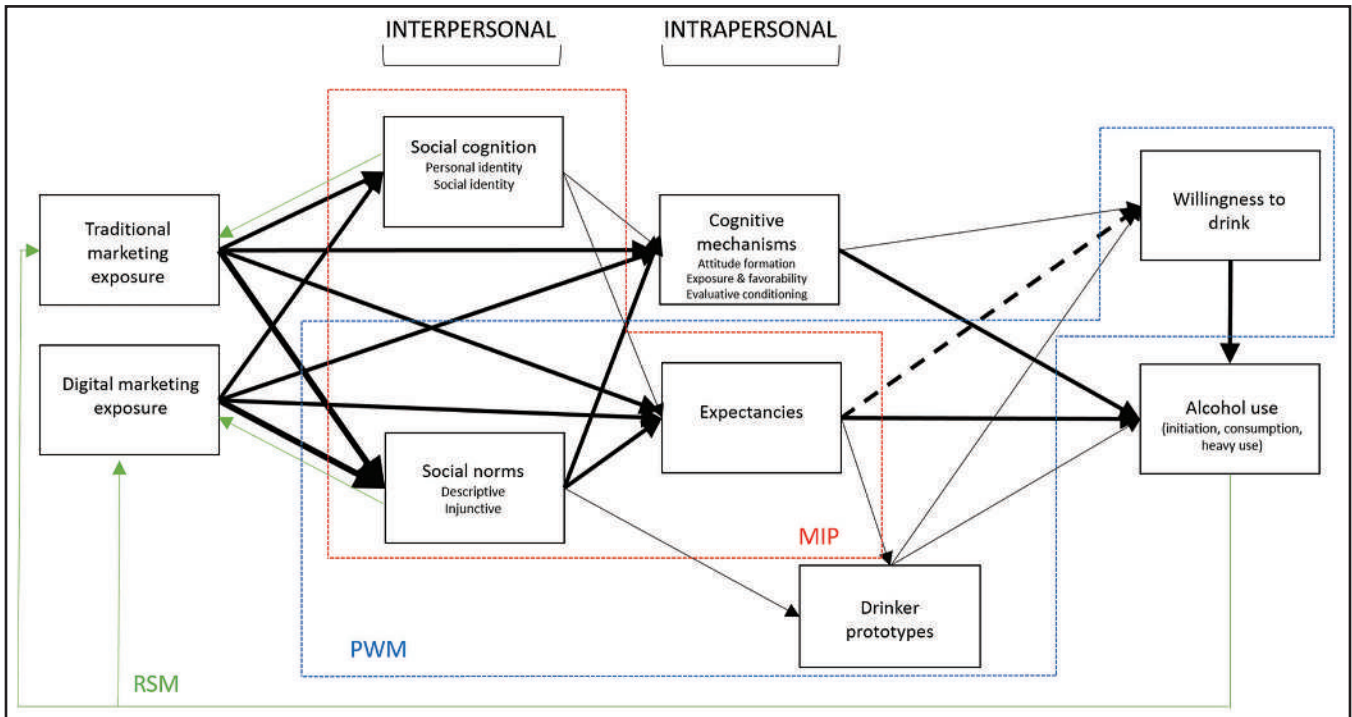 INTERPERSONAL
INTRAPERSONAL
Social cognition
Personal identity
Social identity
Traditional
marketing
exposure
Cognitive
mechanisms
Attitude formation
Exposure & favorability
Evaluative conditioning
Willingness to
drink
Digital marketing
exposure
Expectancies
Alcohol use
(initiation, consumption,
heavy use)
Social norms
Descriptive
Injunctive
MIP
Drinker
prototypes
PWM
RSM